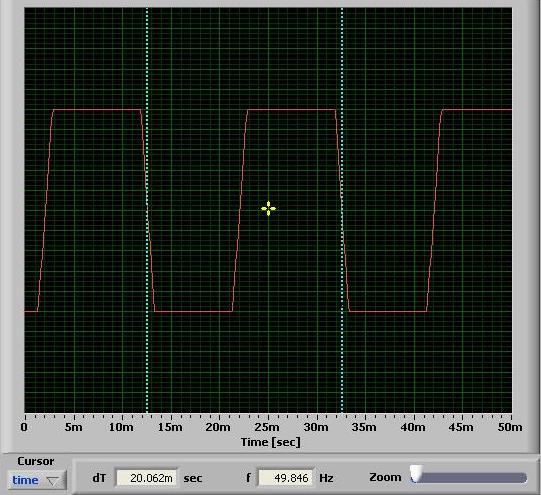 0 5m 10m 15m 20m 25m 30m 35m 40m 45m 50m
Time [sec]
Cursor
time dT 20.062m sec f 49.846 Hz Zoom